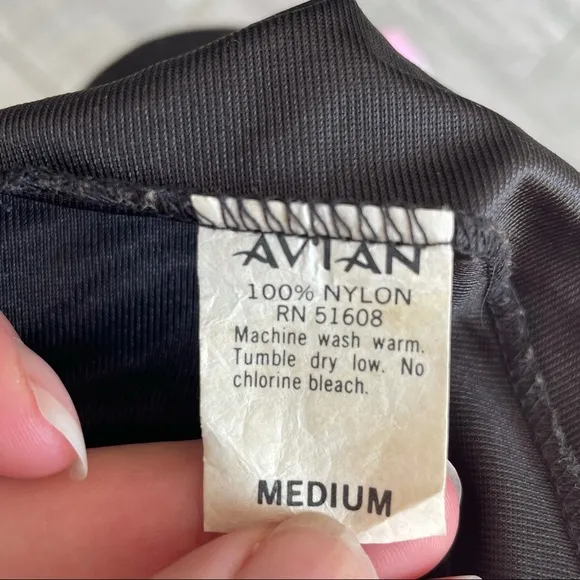 AVIAN
100% NYLON
RN 51608
Machine wash warm.
Tumble dry low. No
chlorine bleach.
MEDIUM